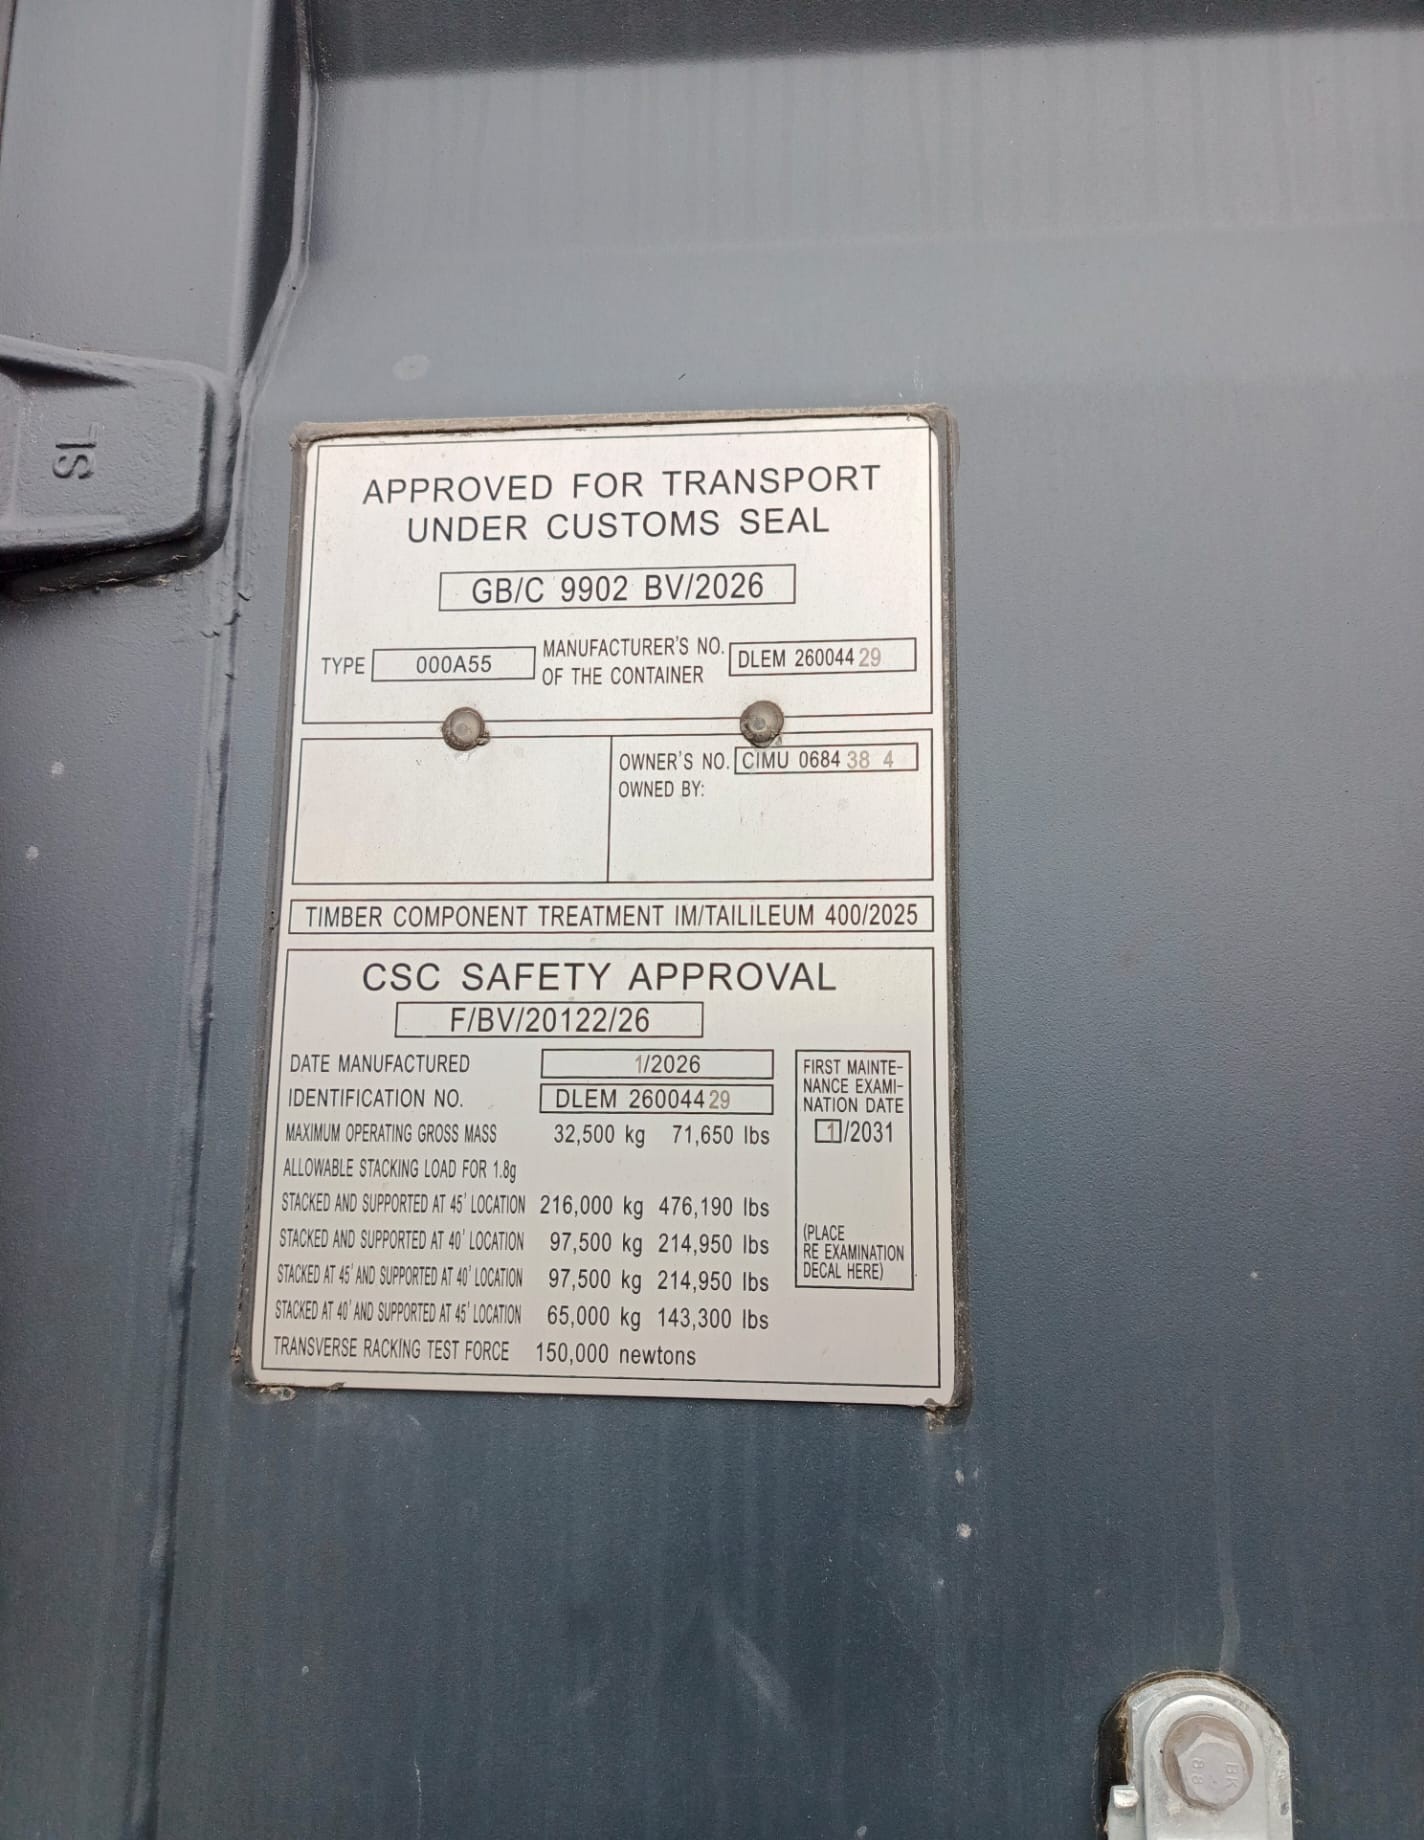 SL
APPROVED FOR TRANSPORT
UNDER CUSTOMS SEAL
GB/C 9902 BV/2026
TYPE 000A55 MANUFACTURER'S NO. OF THE CONTAINER DLEM 26004429
OWNER'S NO. CIMU 068438 4
OWNED BY:
TIMBER COMPONENT TREATMENT IM/TAILILEUM 400/2025
CSC SAFETY APPROVAL
F/BV/20122/26
DATE MANUFACTURED 1/2026
IDENTIFICATION NO. DLEM 26004429
MAXIMUM OPERATING GROSS MASS 32,500 kg 71,650 lbs
ALLOWABLE STACKING LOAD FOR 1.8g
STACKED AND SUPPORTED AT 45' LOCATION 216,000 kg 476,190 lbs
STACKED AND SUPPORTED AT 40' LOCATION 97,500 kg 214,950 lbs
STACKED AT 45' AND SUPPORTED AT 40' LOCATION 97,500 kg 214,950 lbs
STACKED AT 40' AND SUPPORTED AT 45' LOCATION 65,000 kg 143,300 lbs
TRANSVERSE RACKING TEST FORCE 150,000 newtons
FIRST MAINTE-
NANCE EXAMI-
NATION DATE
1/2031
(PLACE
RE EXAMINATION
DECAL HERE)
BK
88